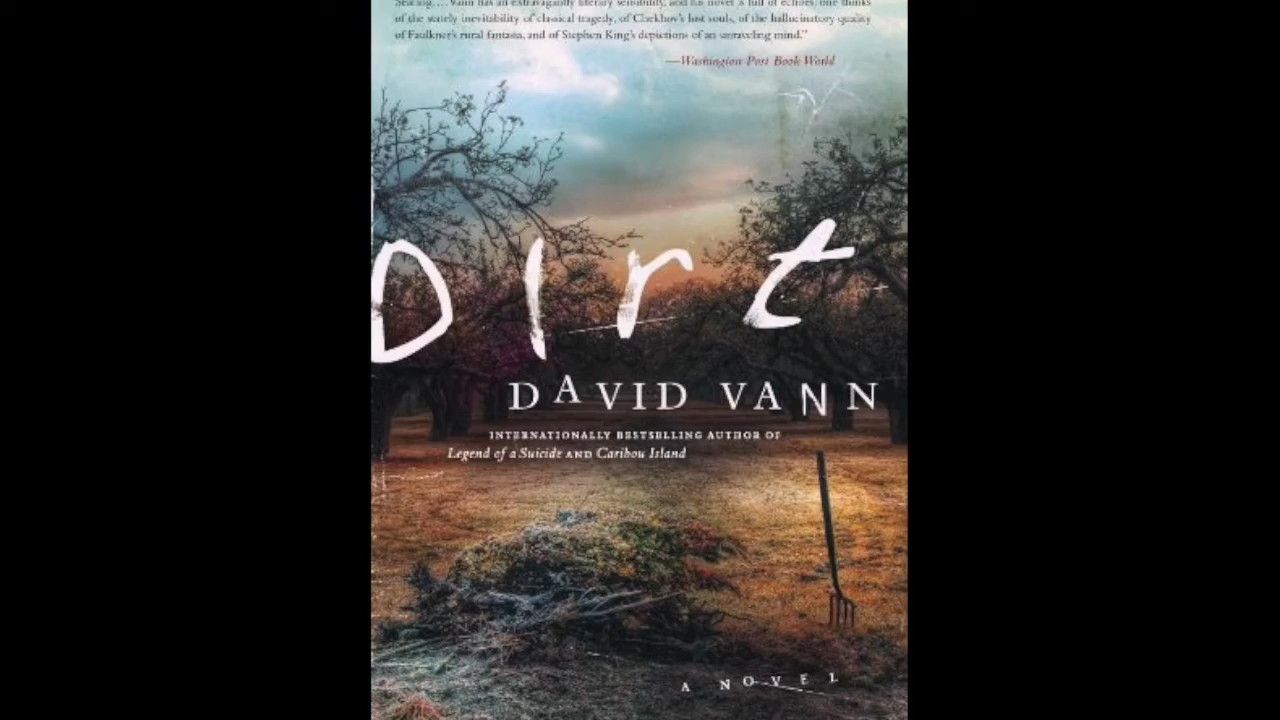 Searing.... Vann has an extravagantly literary sensibility, and his novel is full of echoes: one thinks
of the stately inevitability of classical tragedy, of Chekhov's lost souls, of the hallucinatory quality
of Faulkner's rural fantasia, and of Stephen King's depictions of an unraveling mind."
—Washington Post Book World
Dirt
DAVID VANN
INTERNATIONALLY BESTSELLING AUTHOR OF
Legend of a Suicide AND Caribou Island
A NOVEL